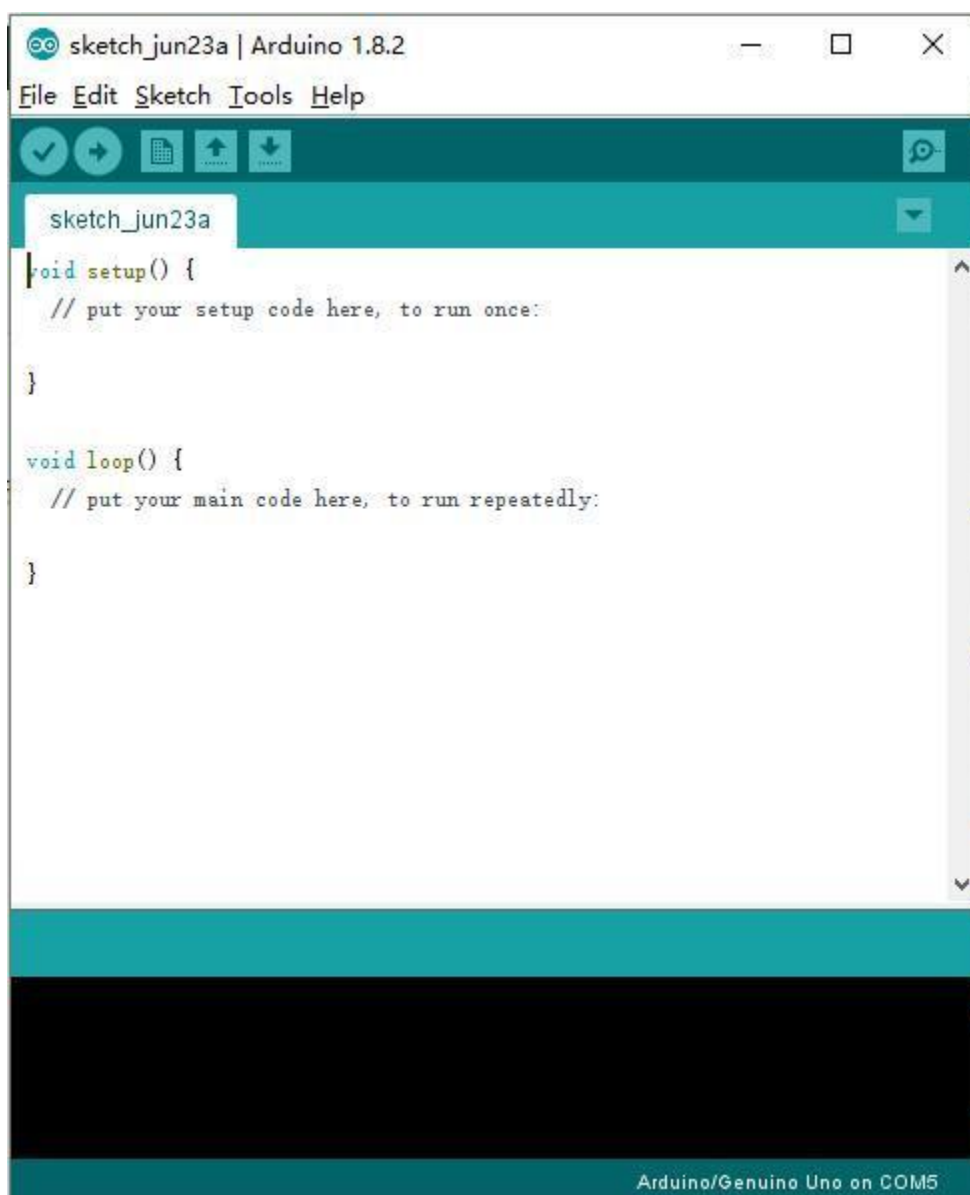 sketch_jun23a | Arduino 1.8.2
File Edit Sketch Tools Help
sketch_jun23a
void setup() {
  // put your setup code here, to run once:
}
void loop() {
  // put your main code here, to run repeatedly:
}
Arduino/Genuino Uno on COM5